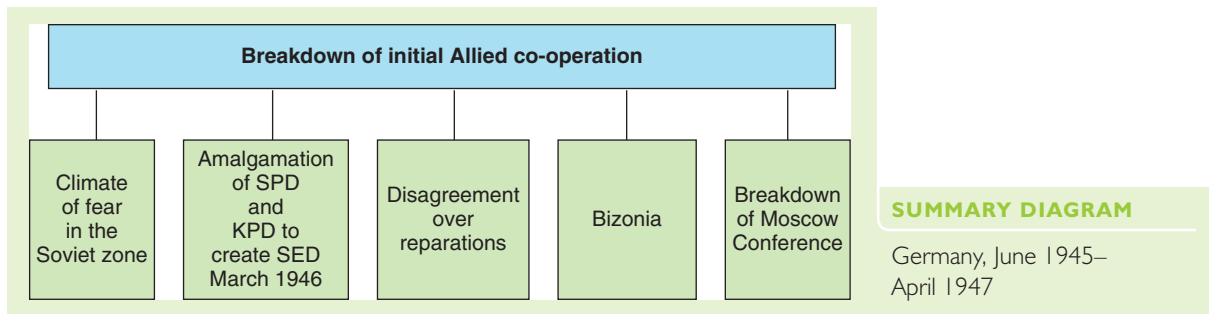 Breakdown of initial Allied co-operation
Climate
of fear
in the
Soviet zone
Amalgamation
of SPD
and
KPD to
create SED
March 1946
Disagreement
over
reparations
Bizonia
Breakdown
of Moscow
Conference
SUMMARY DIAGRAM
Germany, June 1945–
April 1947